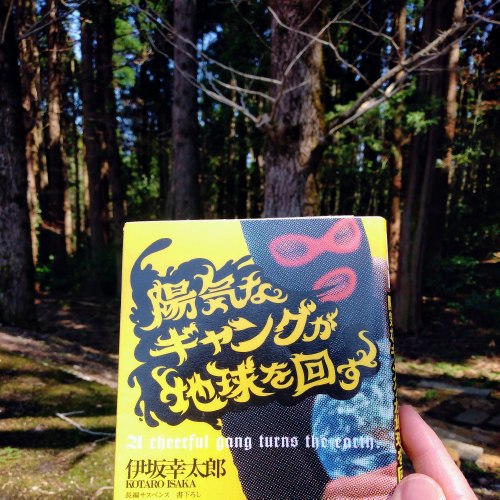 陽気な
ギャングが
地球を回す
A cheerful gang turns the earth
伊坂幸太郎
KOTARO ISAKA
長編サスペンス 書下ろし